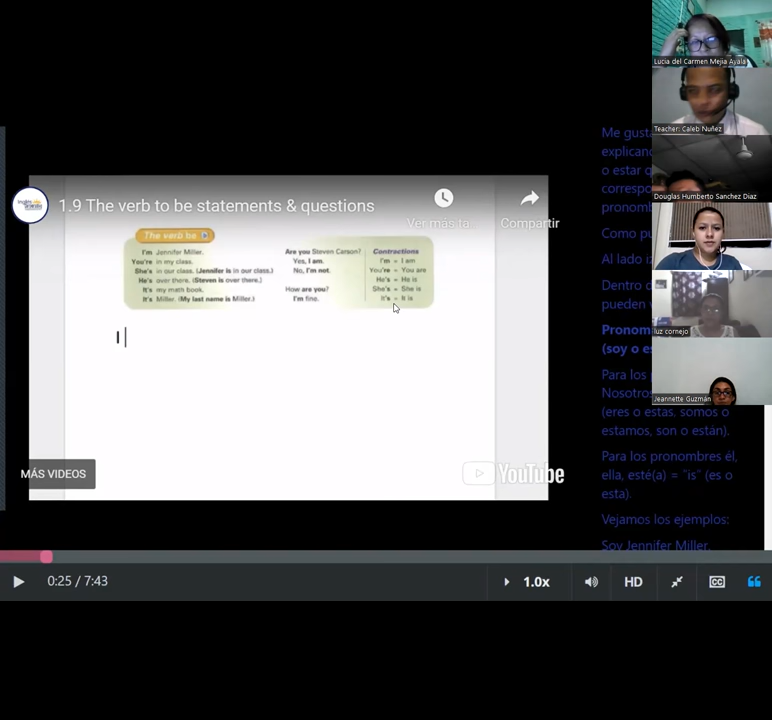 Lucia del Carmen Mejia Ayala
Teacher: Caleb Nuñez
Douglas Humberto Sanchez Diaz
luz cornejo
Jeannette Guzmán
1.9 The verb to be statements & questions
Ver más ta...
Compartir
The verb be
I'm Jennifer Miller.
You're in my class.
She's in our class. (Jennifer is in our class.)
He's over there. (Steven is over there.)
It's my math book.
It's Miller. (My last name is Miller.)
Are you Steven Carson?
Yes, I am.
No, I'm not.
How are you?
I'm fine.
Contractions
I'm = I am
You're = You are
He's = He is
She's = She is
It's = It is
I
MÁS VIDEOS
YouTube
Me gust
explicand
o estar q
corresp
pronom
Como pu
Al lado iz
Dentro d
pueden v
Pronom
(soy o e
Para los
Nosotro
(eres o estas, somos o
estamos, son o están).
Para los pronombres él,
ella, esté(a) = "is" (es o
esta).
Vejamos los ejemplos:
Soy Jennifer Miller.
0:25 / 7:43
1.0x
HD
CC